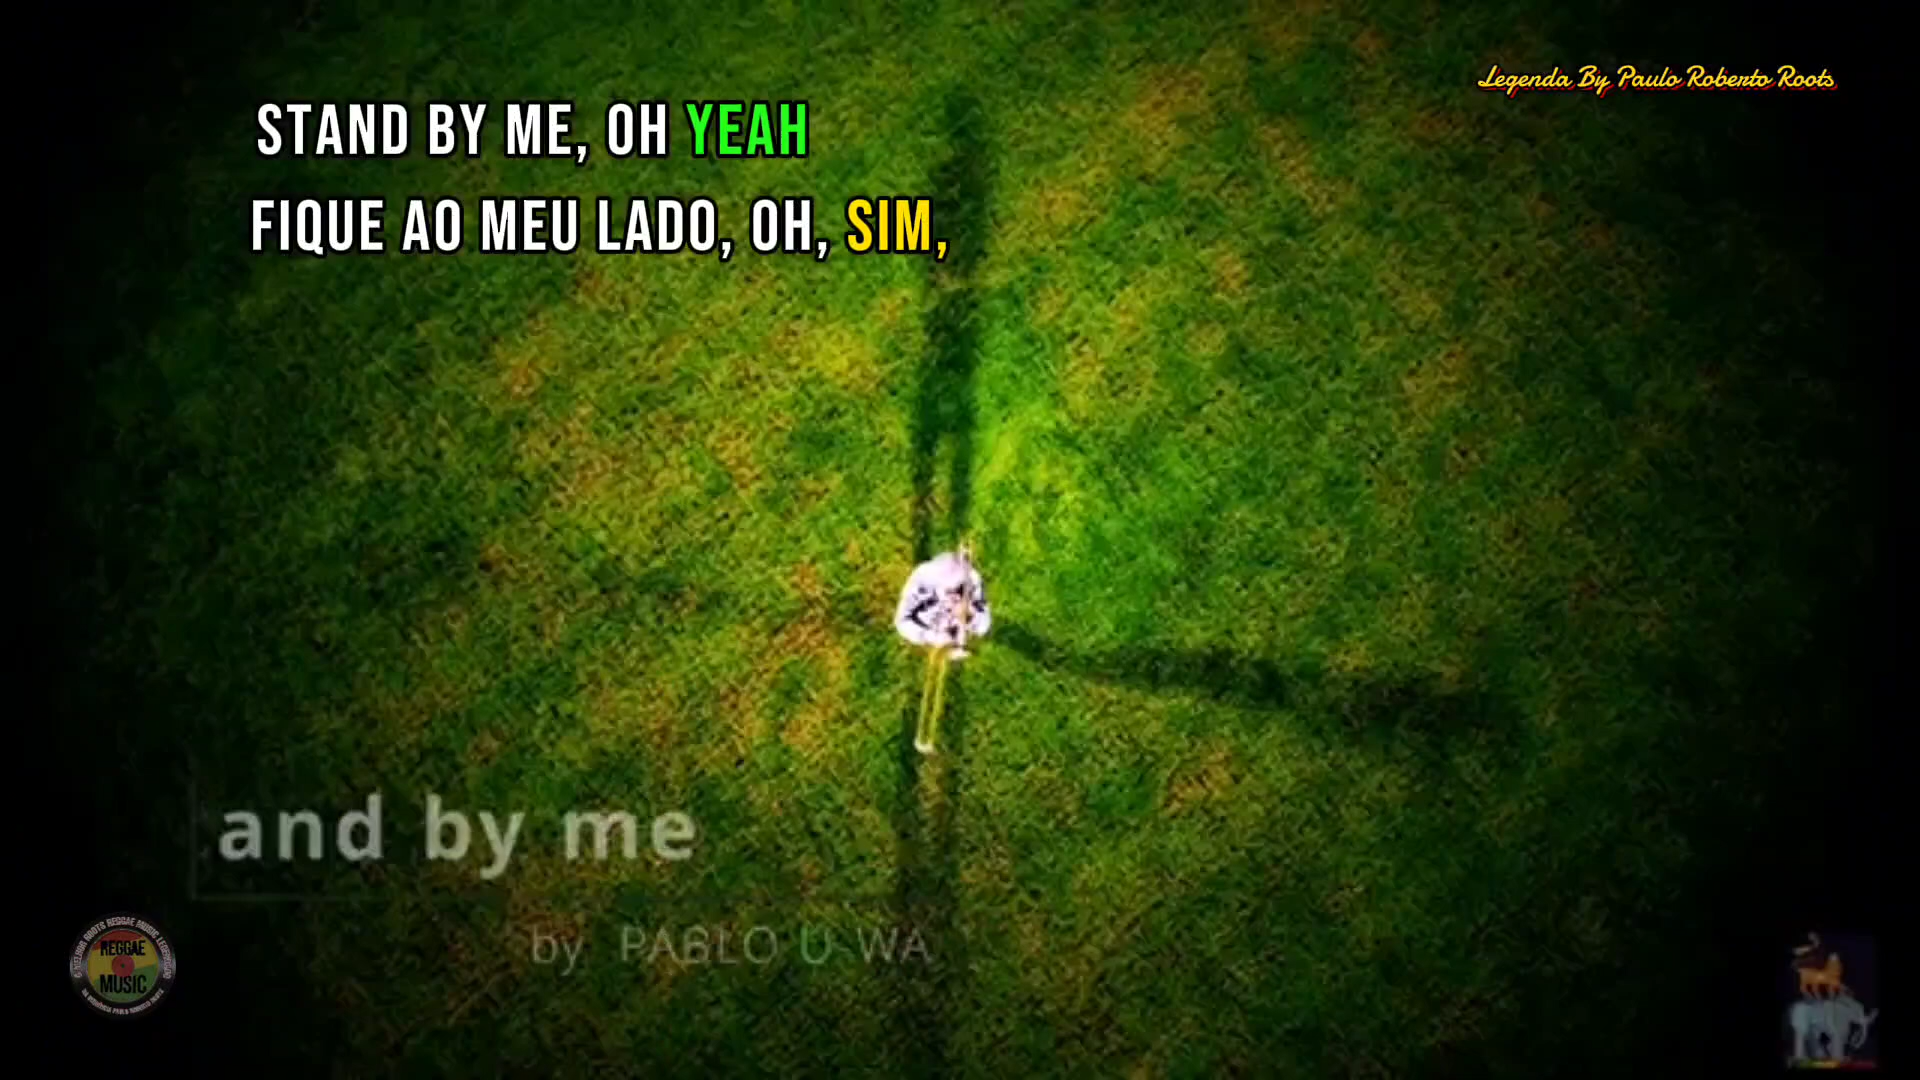 Legenda By Paulo Roberto Roots
STAND BY ME, OH YEAH
FIQUE AO MEU LADO, OH, SIM,
and by me
by PABLO U WA
REGGAE
MUSIC